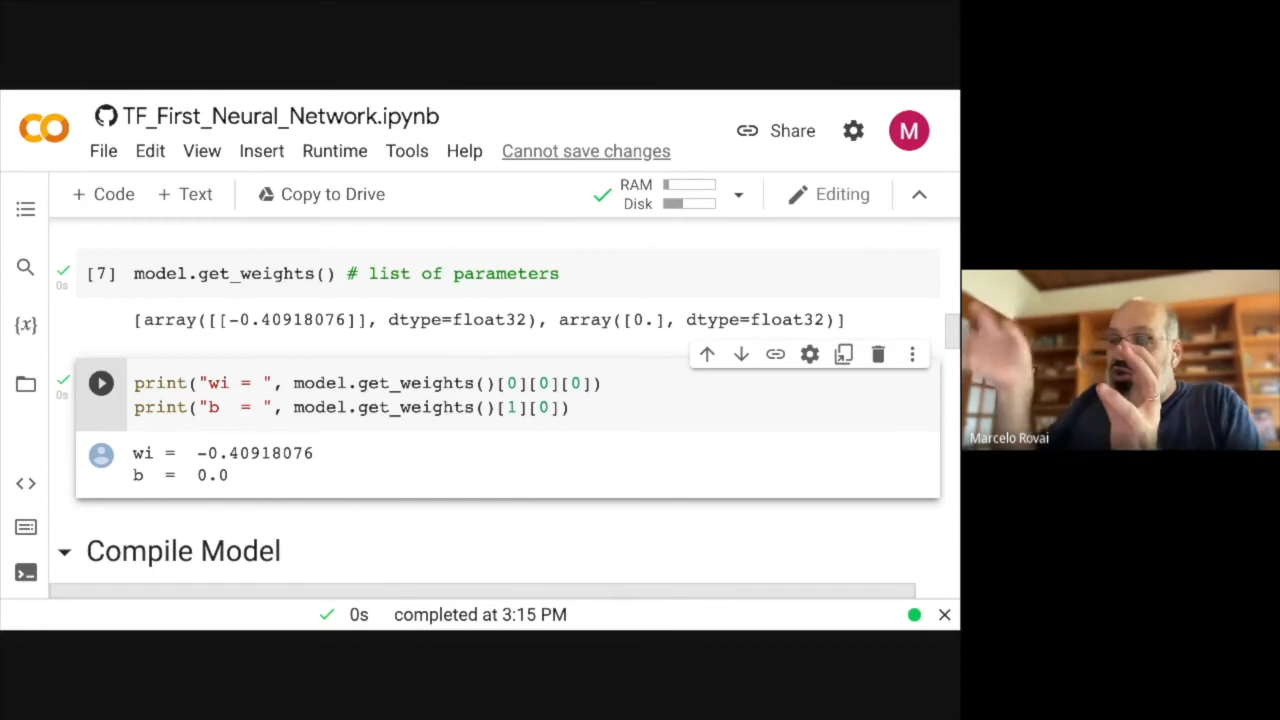 TF_First_Neural_Network.ipynb
File Edit View Insert Runtime Tools Help Cannot save changes
Share
M
+ Code + Text Copy to Drive
RAM
Disk
Editing
[7] model.get_weights() # list of parameters
0s
[array([[-0.40918076]], dtype=float32), array([0.], dtype=float32)]
print("wi = ", model.get_weights()[0][0][0])
0s
print("b  = ", model.get_weights()[1][0])
wi =  -0.40918076
b  =  0.0
{x}
Compile Model
0s completed at 3:15 PM
Marcelo Rovai